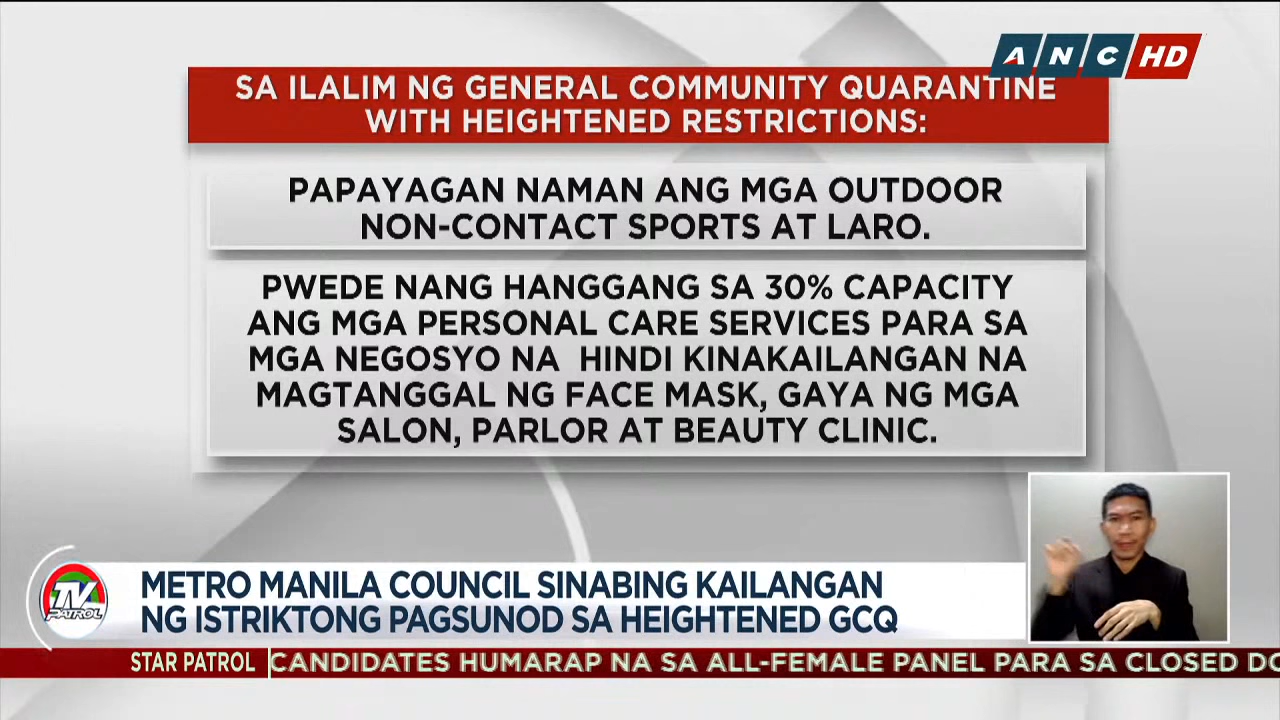 ANC HD
SA ILALIM NG GENERAL COMMUNITY QUARANTINE
WITH HEIGHTENED RESTRICTIONS:
PAPAYAGAN NAMAN ANG MGA OUTDOOR
NON-CONTACT SPORTS AT LARO.
PWEDE NANG HANGGANG SA 30% CAPACITY
ANG MGA PERSONAL CARE SERVICES PARA SA
MGA NEGOSYO NA HINDI KINAKAILANGAN NA
MAGTANGGAL NG FACE MASK, GAYA NG MGA
SALON, PARLOR AT BEAUTY CLINIC.
TV PATROL
METRO MANILA COUNCIL SINABING KAILANGAN
NG ISTRIKTONG PAGSUNOD SA HEIGHTENED GCQ
STAR PATROL
CANDIDATES HUMARAP NA SA ALL-FEMALE PANEL PARA SA CLOSED DO